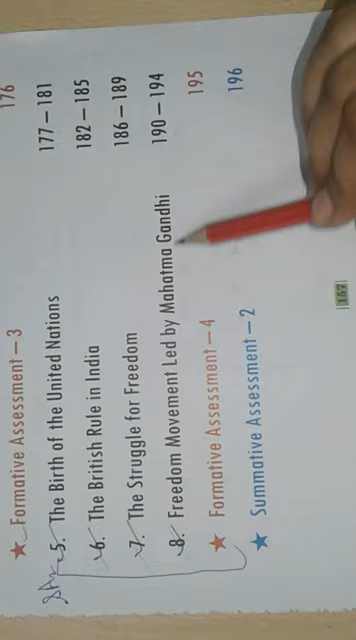 176
★ Formative Assessment – 3
5. The Birth of the United Nations 177 – 181
6. The British Rule in India 182 – 185
7. The Struggle for Freedom 186 – 189
8. Freedom Movement Led by Mahatma Gandhi 190 – 194
★ Formative Assessment – 4 195
★ Summative Assessment – 2 196
157